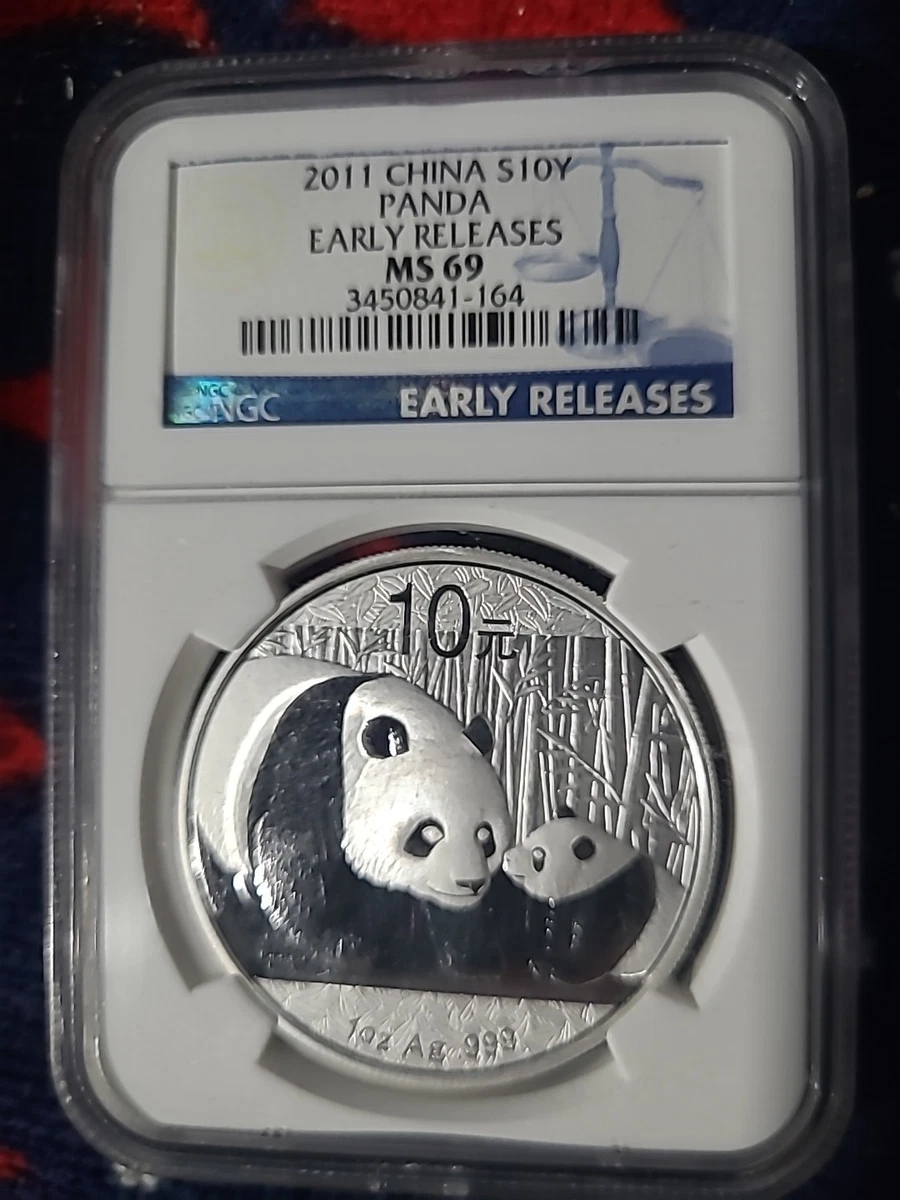 2011 CHINA S10Y
PANDA
EARLY RELEASES
MS 69
3450841-164
NGC
NGC EARLY RELEASES
10元
1oz Ag .999